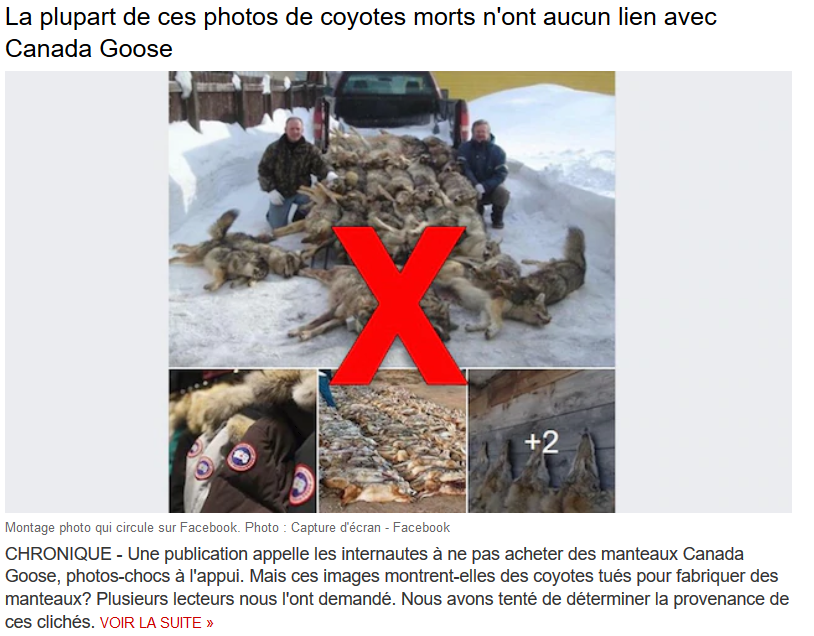 La plupart de ces photos de coyotes morts n'ont aucun lien avec
Canada Goose
+2
Montage photo qui circule sur Facebook. Photo : Capture d'écran - Facebook
CHRONIQUE - Une publication appelle les internautes à ne pas acheter des manteaux Canada
Goose, photos-chocs à l'appui. Mais ces images montrent-elles des coyotes tués pour fabriquer des
manteaux? Plusieurs lecteurs nous l'ont demandé. Nous avons tenté de déterminer la provenance de
ces clichés. VOIR LA SUITE »